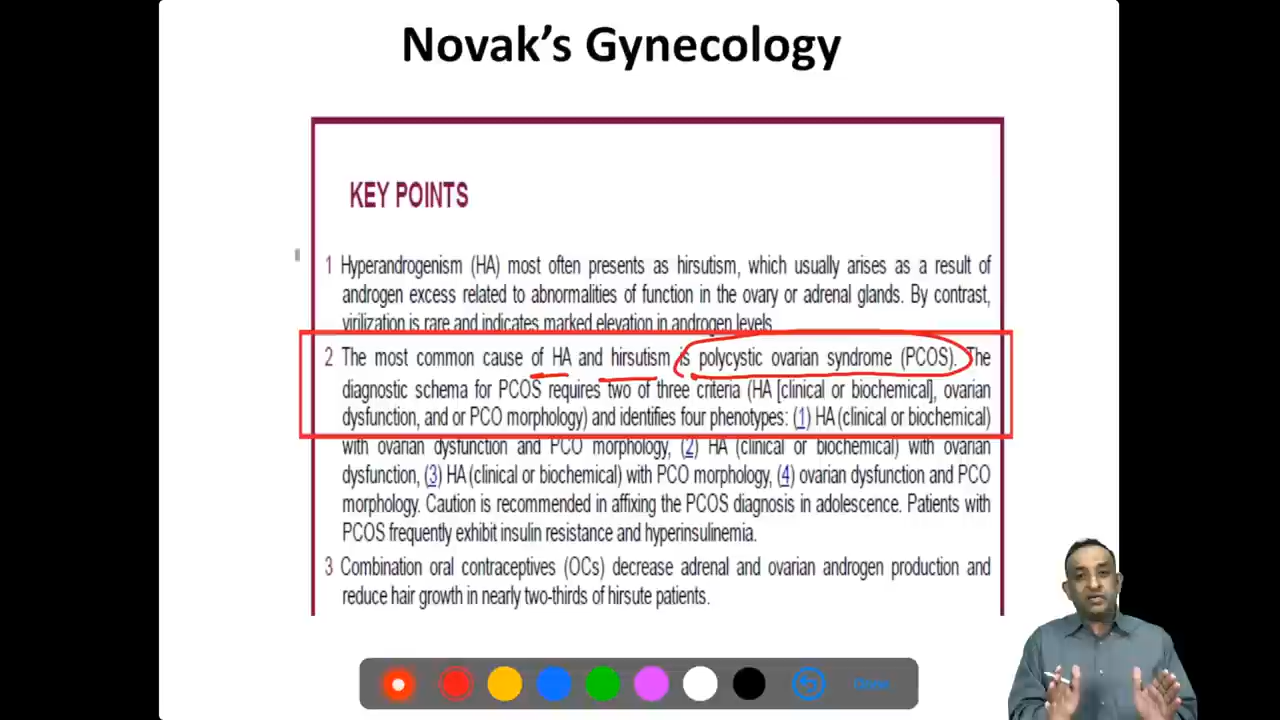 Novak's Gynecology
KEY POINTS
1 Hyperandrogenism (HA) most often presents as hirsutism, which usually arises as a result of
androgen excess related to abnormalities of function in the ovary or adrenal glands. By contrast,
virilization is rare and indicates marked elevation in androgen levels.
2 The most common cause of HA and hirsutism is polycystic ovarian syndrome (PCOS). The
diagnostic schema for PCOS requires two of three criteria (HA [clinical or biochemical], ovarian
dysfunction, and or PCO morphology) and identifies four phenotypes: (1) HA (clinical or biochemical)
with ovarian dysfunction and PCO morphology, (2) HA (clinical or biochemical) with ovarian
dysfunction, (3) HA (clinical or biochemical) with PCO morphology, (4) ovarian dysfunction and PCO
morphology. Caution is recommended in affixing the PCOS diagnosis in adolescence. Patients with
PCOS frequently exhibit insulin resistance and hyperinsulinemia.
3 Combination oral contraceptives (OCs) decrease adrenal and ovarian androgen production and
reduce hair growth in nearly two-thirds of hirsute patients.
Done